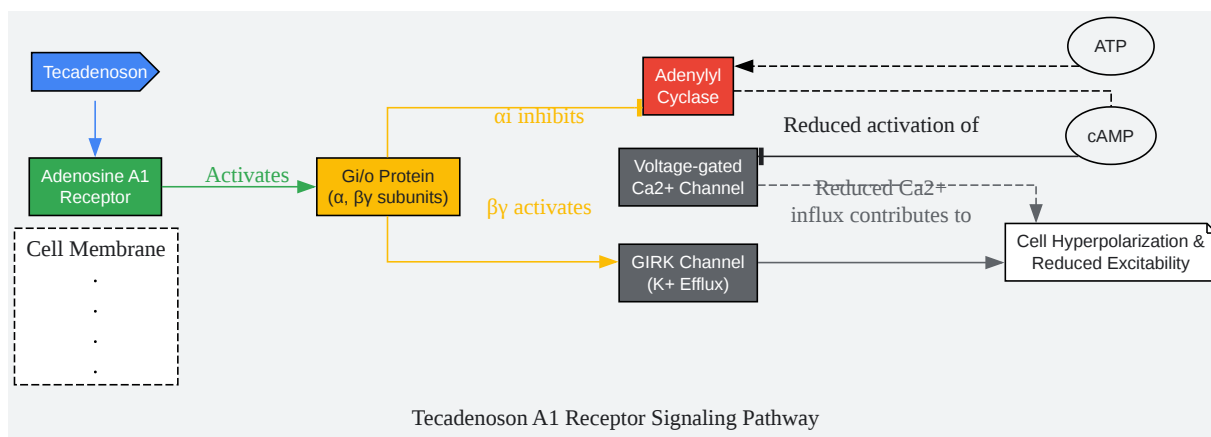 Tecadenoson
Adenosine A1
Receptor
Activates
Cell Membrane
Gi/o Protein
(α, βγ subunits)
αi inhibits
βγ activates
Adenylyl
Cyclase
ATP
cAMP
Reduced activation of
Voltage-gated
Ca2+ Channel
Reduced Ca2+
influx contributes to
GIRK Channel
(K+ Efflux)
Cell Hyperpolarization &
Reduced Excitability
Tecadenoson A1 Receptor Signaling Pathway